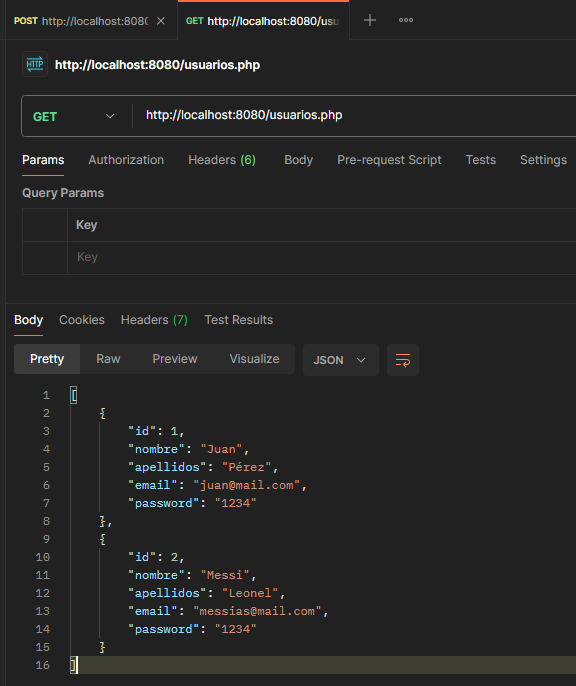 POST http://localhost:808
GET http://localhost:8080/usu
HTTP http://localhost:8080/usuarios.php
GET http://localhost:8080/usuarios.php
Params Authorization Headers (6) Body Pre-request Script Tests Settings
Query Params
Key
Key
Body Cookies Headers (7) Test Results
Pretty Raw Preview Visualize JSON
1 [
2 {
3 "id": 1,
4 "nombre": "Juan",
5 "apellidos": "Pérez",
6 "email": "juan@mail.com",
7 "password": "1234"
8 },
9 {
10 "id": 2,
11 "nombre": "Messi",
12 "apellidos": "Leonel",
13 "email": "messias@mail.com",
14 "password": "1234"
15 }
16 ]